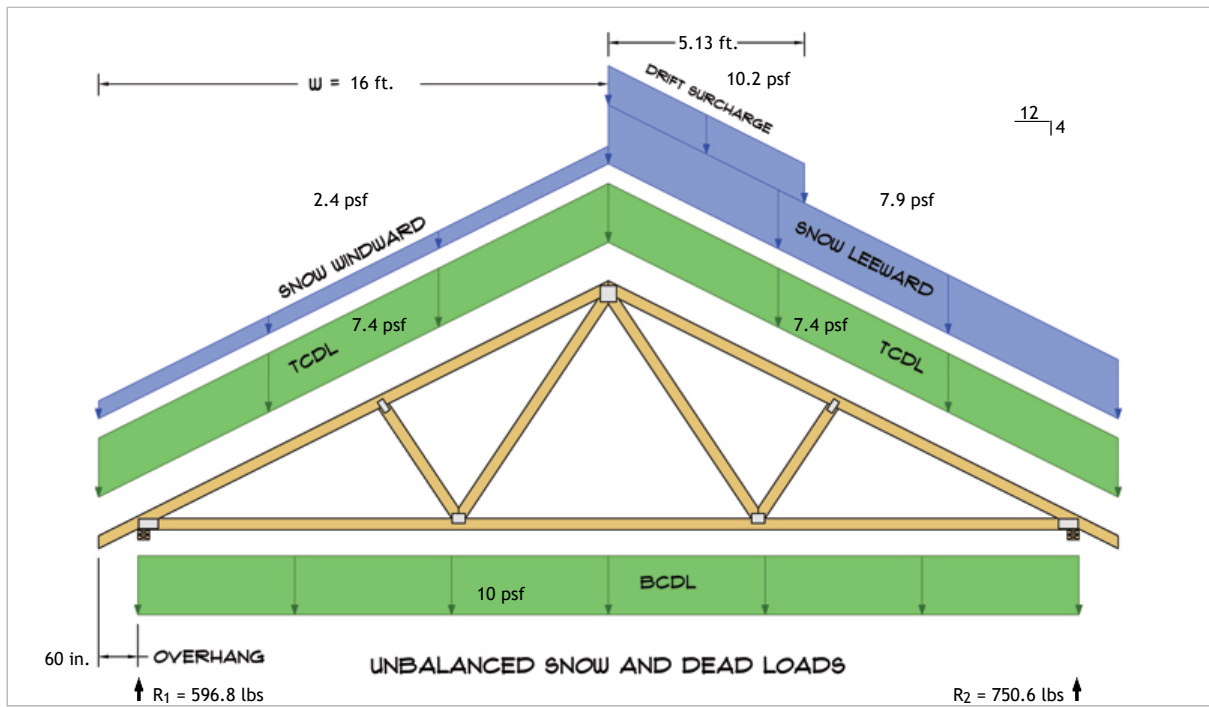 5.13 ft.
W = 16 ft.
DRIFT SURCHARGE
10.2 psf
12
4
2.4 psf
7.9 psf
SNOW WINDWARD
SNOW LEEWARD
7.4 psf
7.4 psf
TCDL
TCDL
10 psf
BCDL
60 in.
OVERHANG
UNBALANCED SNOW AND DEAD LOADS
R1 = 596.8 lbs
R2 = 750.6 lbs